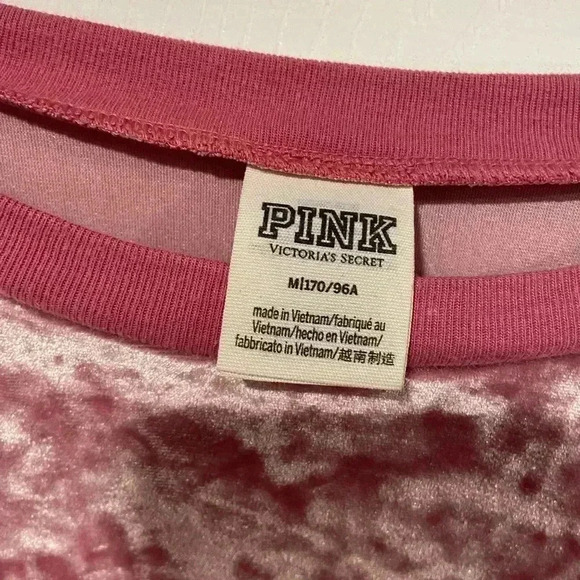 PINK
VICTORIA'S SECRET
M|170/96A
made in Vietnam/fabriqué au
Vietnam/hecho en Vietnam/
fabbricato in Vietnam/越南制造